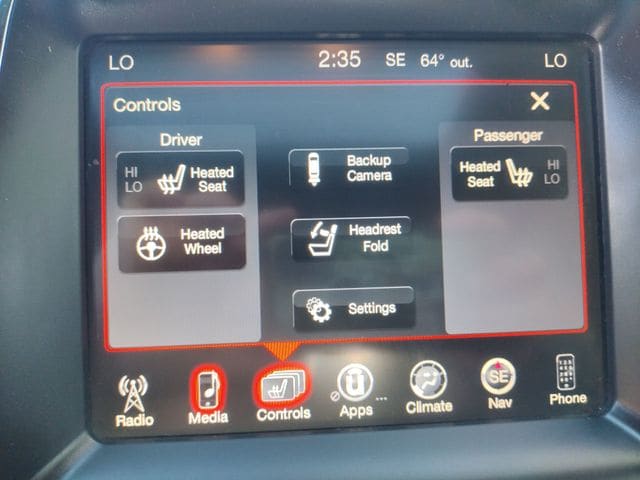 LO 2:35 SE 64° out. LO
Controls
Driver
HI
LO
Heated
Seat
Heated
Wheel
Backup
Camera
Headrest
Fold
Settings
Passenger
Heated
Seat
HI
LO
Radio
Media
Controls
Apps
...
Climate
SE
Nav
Phone